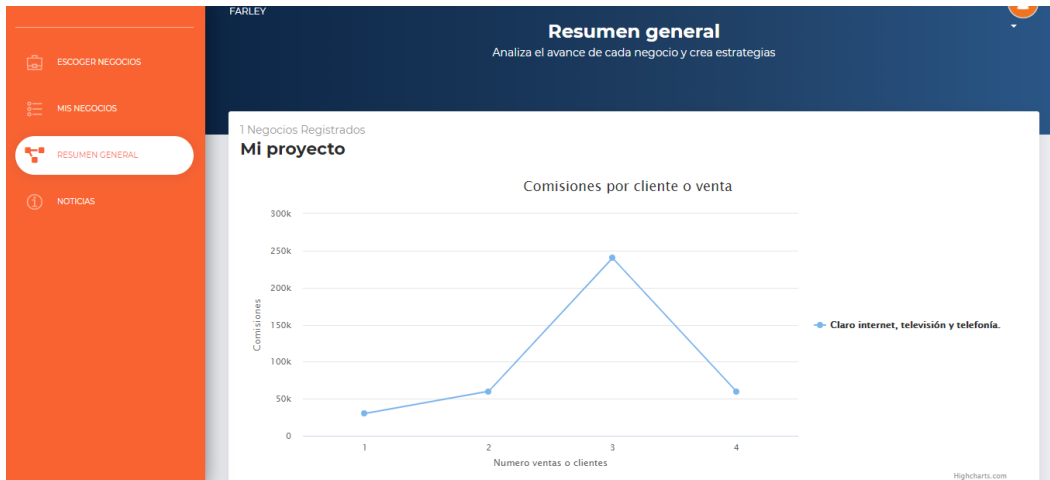 FARLEY
Resumen general
Analiza el avance de cada negocio y crea estrategias
ESCOGER NEGOCIOS
MIS NEGOCIOS
RESUMEN GENERAL
NOTICIAS
1 Negocios Registrados
Mi proyecto
Comisiones por cliente o venta
300k
250k
200k
150k
100k
50k
0
Comisiones
1 2 3 4
Numero ventas o clientes
Claro internet, televisión y telefonía.
Highcharts.com